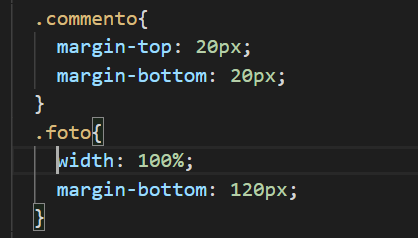 .commento{
margin-top: 20px;
margin-bottom: 20px;
}
.foto{
width: 100%;
margin-bottom: 120px;
}